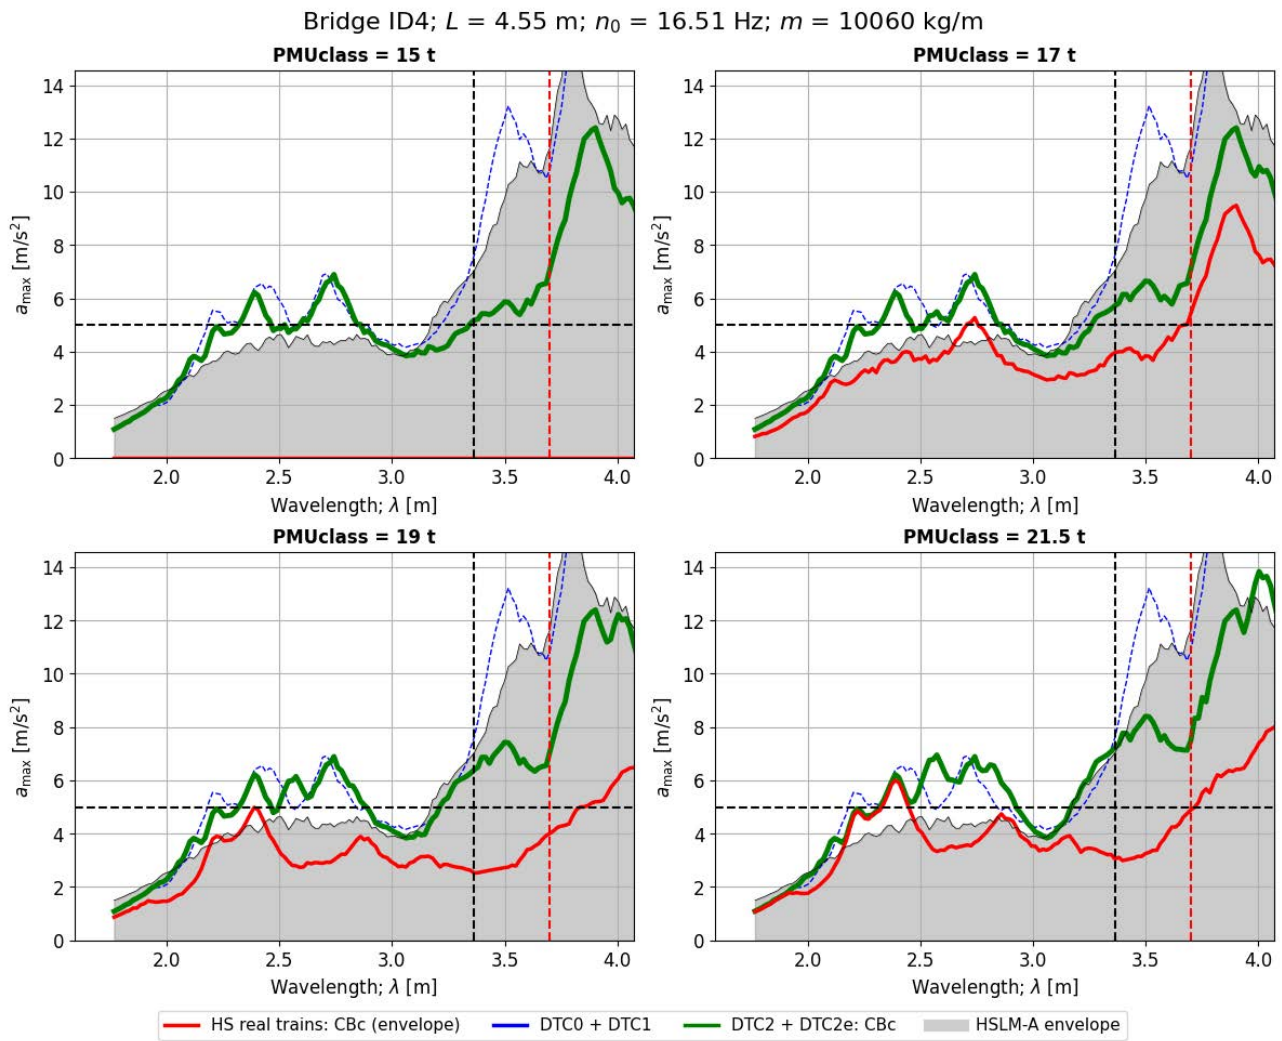 Bridge ID4; L = 4.55 m; n₀ = 16.51 Hz; m = 10060 kg/m
PMUclass = 15 t
14
12
10
8
6
4
2
0
a_max [m/s²]
2.0 2.5 3.0 3.5 4.0
Wavelength; λ [m]
PMUclass = 17 t
14
12
10
8
6
4
2
0
a_max [m/s²]
2.0 2.5 3.0 3.5 4.0
Wavelength; λ [m]
PMUclass = 19 t
14
12
10
8
6
4
2
0
a_max [m/s²]
2.0 2.5 3.0 3.5 4.0
Wavelength; λ [m]
PMUclass = 21.5 t
14
12
10
8
6
4
2
0
a_max [m/s²]
2.0 2.5 3.0 3.5 4.0
Wavelength; λ [m]
HS real trains: CBc (envelope) DTC0 + DTC1 DTC2 + DTC2e: CBc HSLM-A envelope